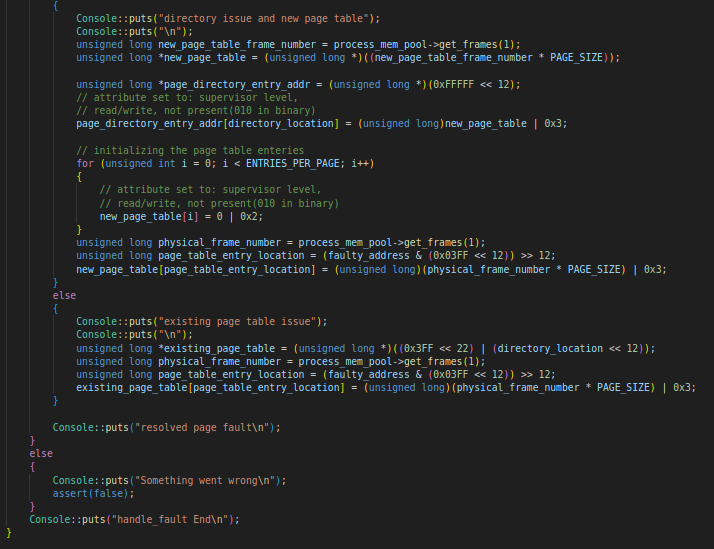 {
Console::puts("directory issue and new page table");
Console::puts("\n");
unsigned long new_page_table_frame_number = process_mem_pool->get_frames(1);
unsigned long *new_page_table = (unsigned long *)((new_page_table_frame_number * PAGE_SIZE));
unsigned long *page_directory_entry_addr = (unsigned long *)(0xFFFFF << 12);
// attribute set to: supervisor level,
// read/write, not present(010 in binary)
page_directory_entry_addr[directory_location] = (unsigned long)new_page_table | 0x3;
// initializing the page table enteries
for (unsigned int i = 0; i < ENTRIES_PER_PAGE; i++)
{
// attribute set to: supervisor level,
// read/write, not present(010 in binary)
new_page_table[i] = 0 | 0x2;
}
unsigned long physical_frame_number = process_mem_pool->get_frames(1);
unsigned long page_table_entry_location = (faulty_address & (0x03FF << 12)) >> 12;
new_page_table[page_table_entry_location] = (unsigned long)(physical_frame_number * PAGE_SIZE) | 0x3;
}
else
{
Console::puts("existing page table issue");
Console::puts("\n");
unsigned long *existing_page_table = (unsigned long *)((0x3FF << 22) | (directory_location << 12));
unsigned long physical_frame_number = process_mem_pool->get_frames(1);
unsigned long page_table_entry_location = (faulty_address & (0x03FF << 12)) >> 12;
existing_page_table[page_table_entry_location] = (unsigned long)(physical_frame_number * PAGE_SIZE) | 0x3;
}
Console::puts("resolved page fault\n");
}
else
{
Console::puts("Something went wrong\n");
assert(false);
}
Console::puts("handle_fault End\n");
}